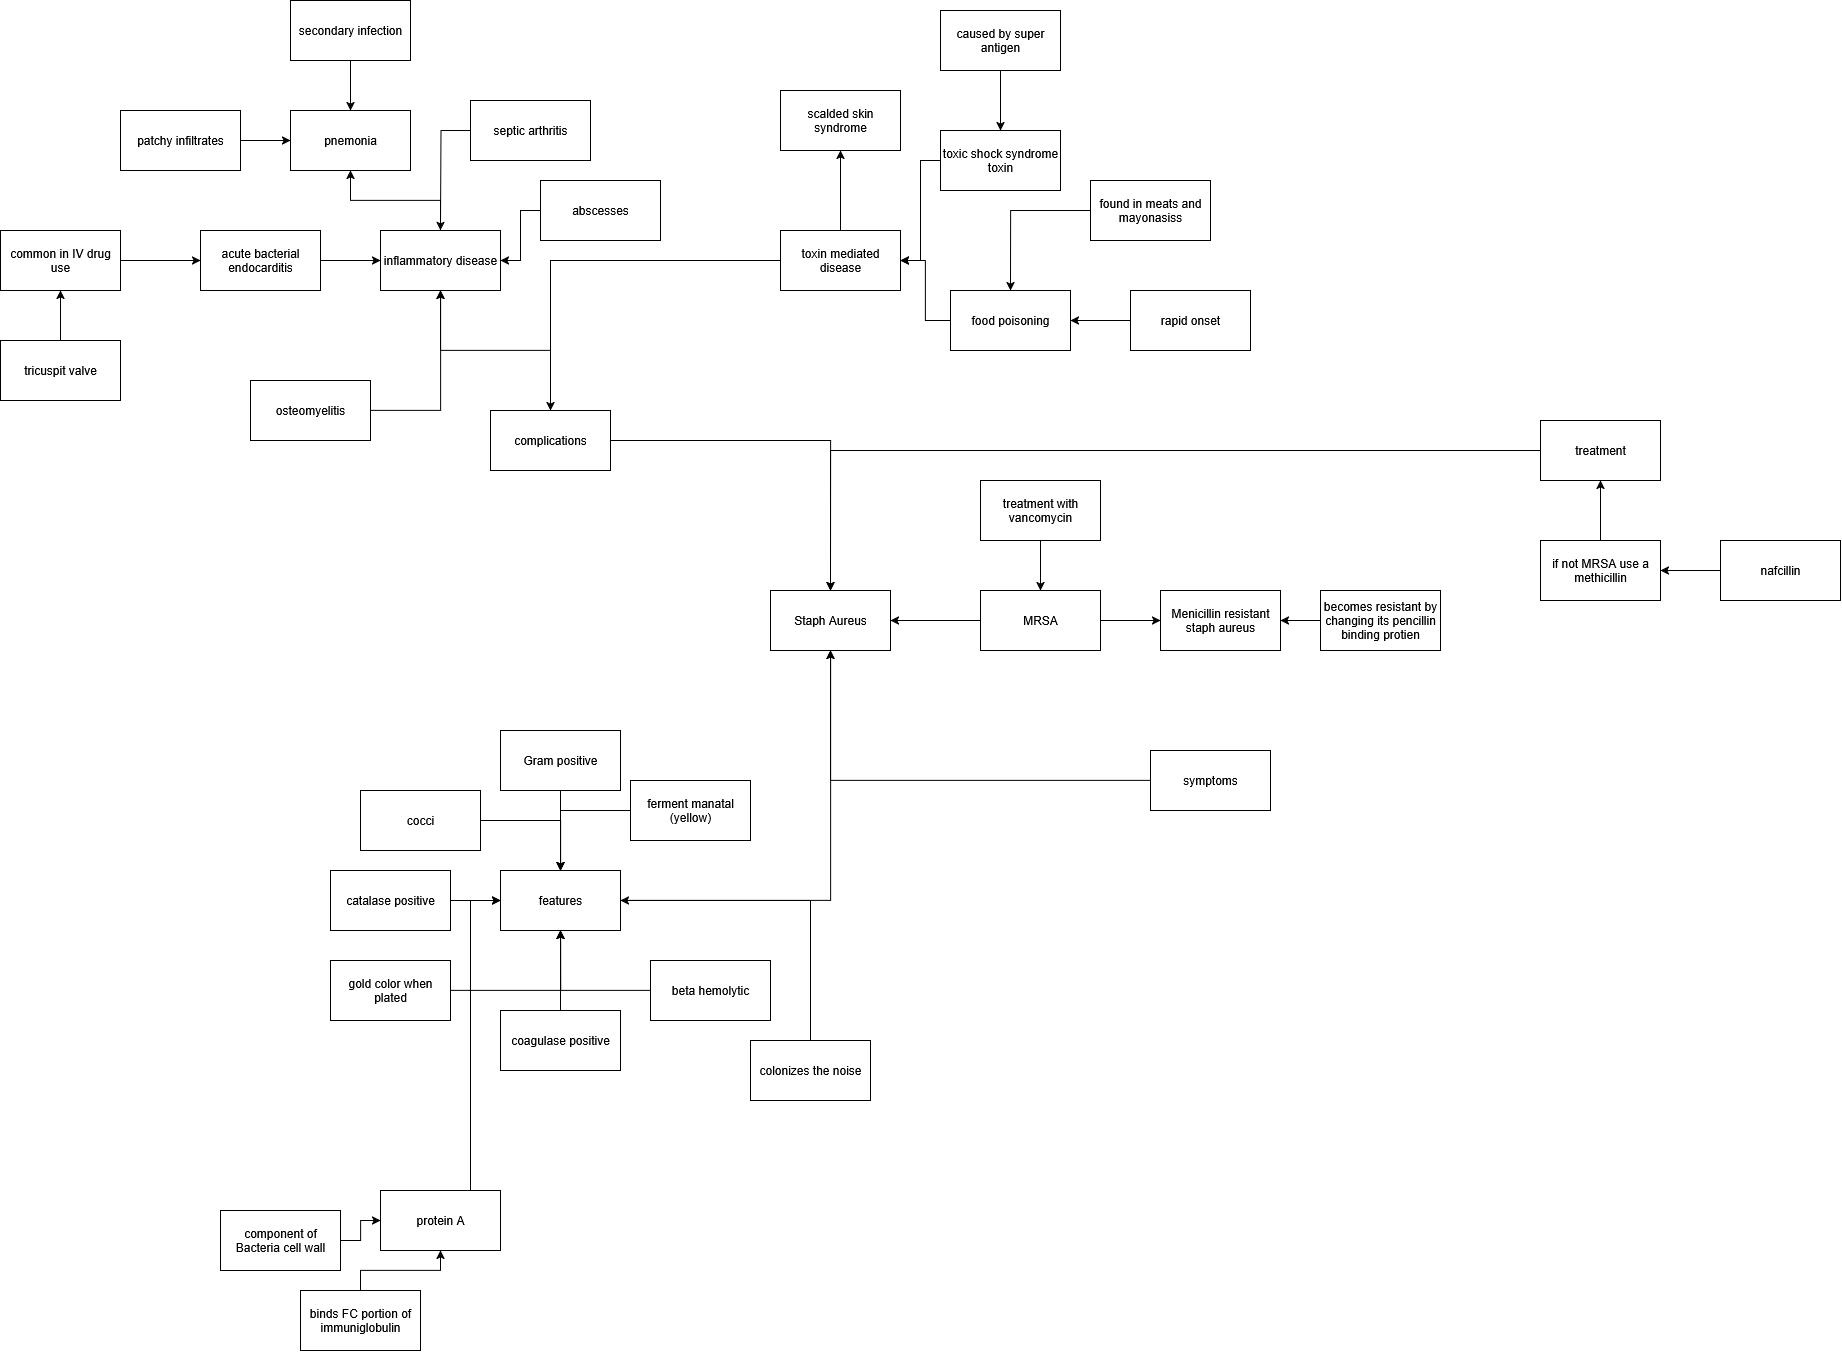 secondary infection
caused by super
antigen
scalded skin
syndrome
septic arthritis
patchy infiltrates
pnemonia
toxic shock syndrome
toxin
abscesses
found in meats and
mayonasiss
common in IV drug
use
acute bacterial
endocarditis
inflammatory disease
toxin mediated
disease
food poisoning
rapid onset
tricuspit valve
osteomyelitis
complications
treatment
treatment with
vancomycin
if not MRSA use a
methicillin
nafcillin
Staph Aureus
MRSA
Menicillin resistant
staph aureus
becomes resistant by
changing its pencillin
binding protien
Gram positive
symptoms
ferment manatal
(yellow)
cocci
catalase positive
features
gold color when
plated
beta hemolytic
coagulase positive
colonizes the noise
protein A
component of
Bacteria cell wall
binds FC portion of
immuniglobulin